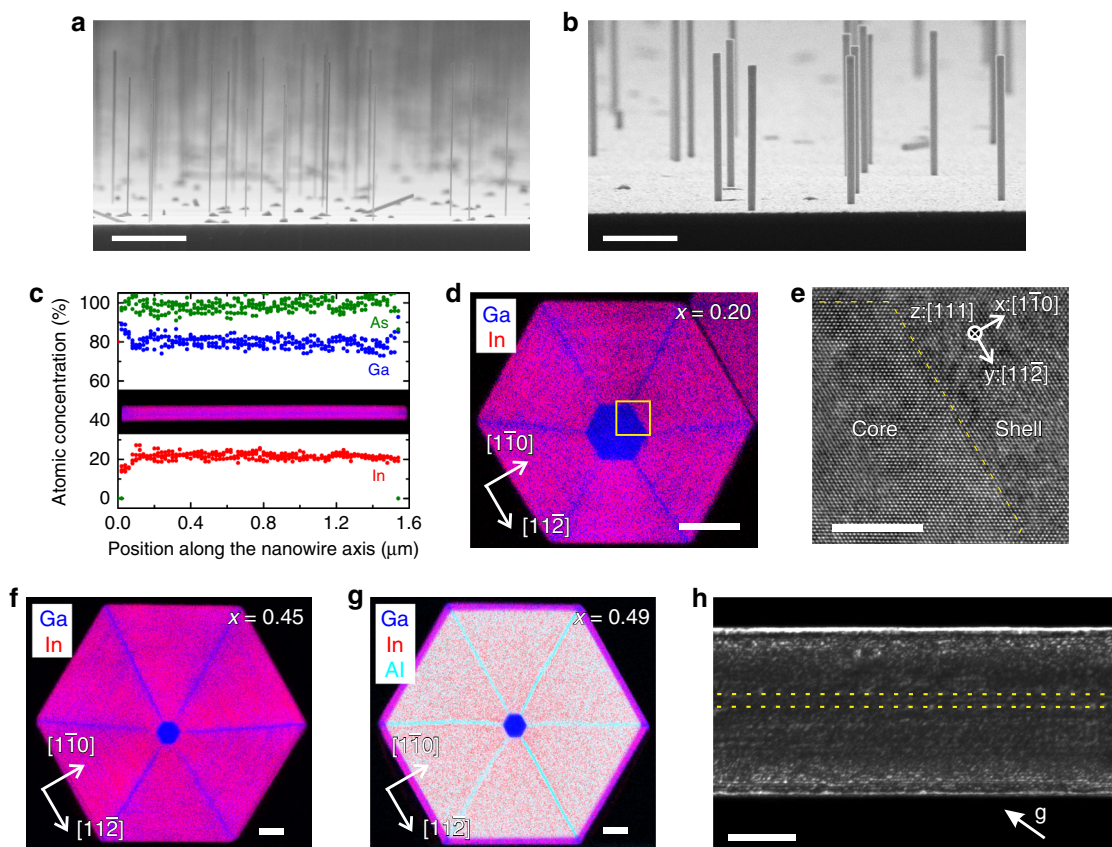 a
b
c
100
80
60
40
20
0
Atomic concentration (%)
As
Ga
In
0.0 0.4 0.8 1.2 1.6
Position along the nanowire axis (μm)
d
Ga
In
x = 0.20
[11̅0]
[112̅]
e
z:[111]
x:[11̅0]
y:[112̅]
Core
Shell
f
Ga
In
x = 0.45
[11̅0]
[112̅]
g
Ga
In
Al
x = 0.49
[11̅0]
[112̅]
h
g